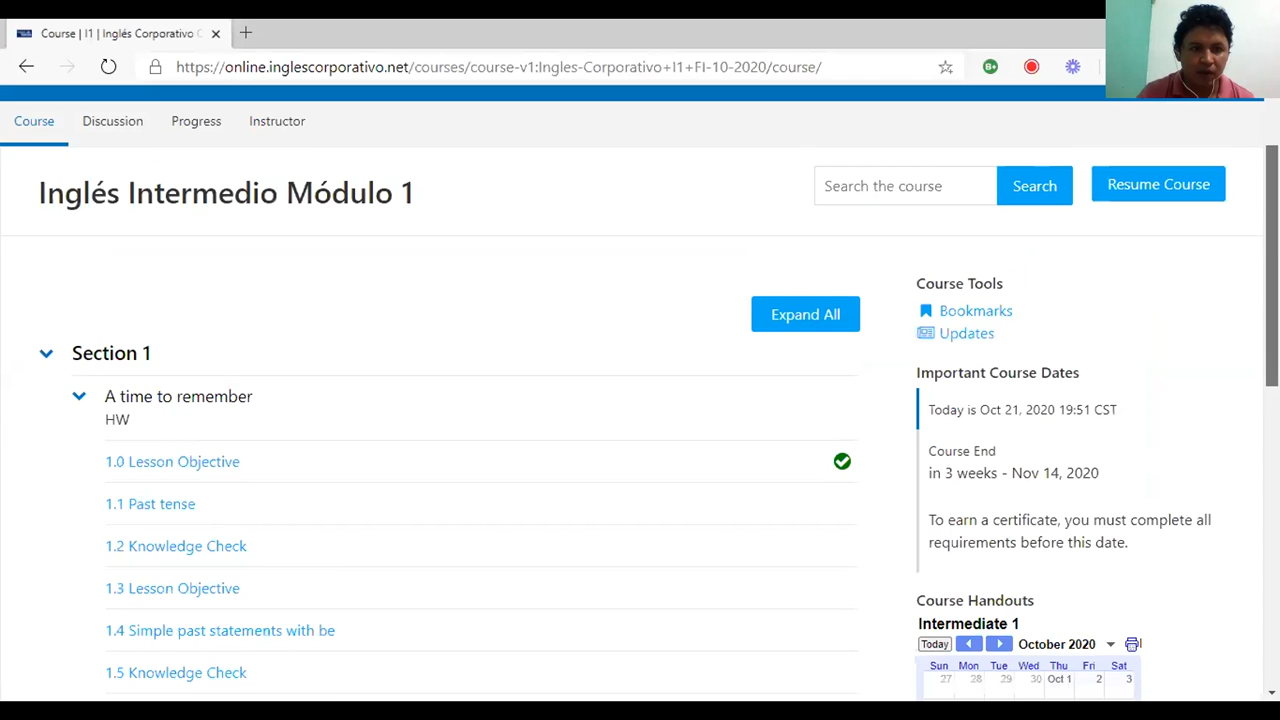 Course | I1 | Inglés Corporativo C
https://online.inglescorporativo.net/courses/course-v1:Ingles-Corporativo+I1+FI-10-2020/course/
Course
Discussion
Progress
Instructor
Inglés Intermedio Módulo 1
Search the course
Search
Resume Course
Expand All
Section 1
A time to remember
HW
1.0 Lesson Objective
1.1 Past tense
1.2 Knowledge Check
1.3 Lesson Objective
1.4 Simple past statements with be
1.5 Knowledge Check
Course Tools
Bookmarks
Updates
Important Course Dates
Today is Oct 21, 2020 19:51 CST
Course End
in 3 weeks - Nov 14, 2020
To earn a certificate, you must complete all
requirements before this date.
Course Handouts
Intermediate 1
Today
October 2020
Sun Mon Tue Wed Thu Fri Sat
27 28 29 30 Oct 1 2 3